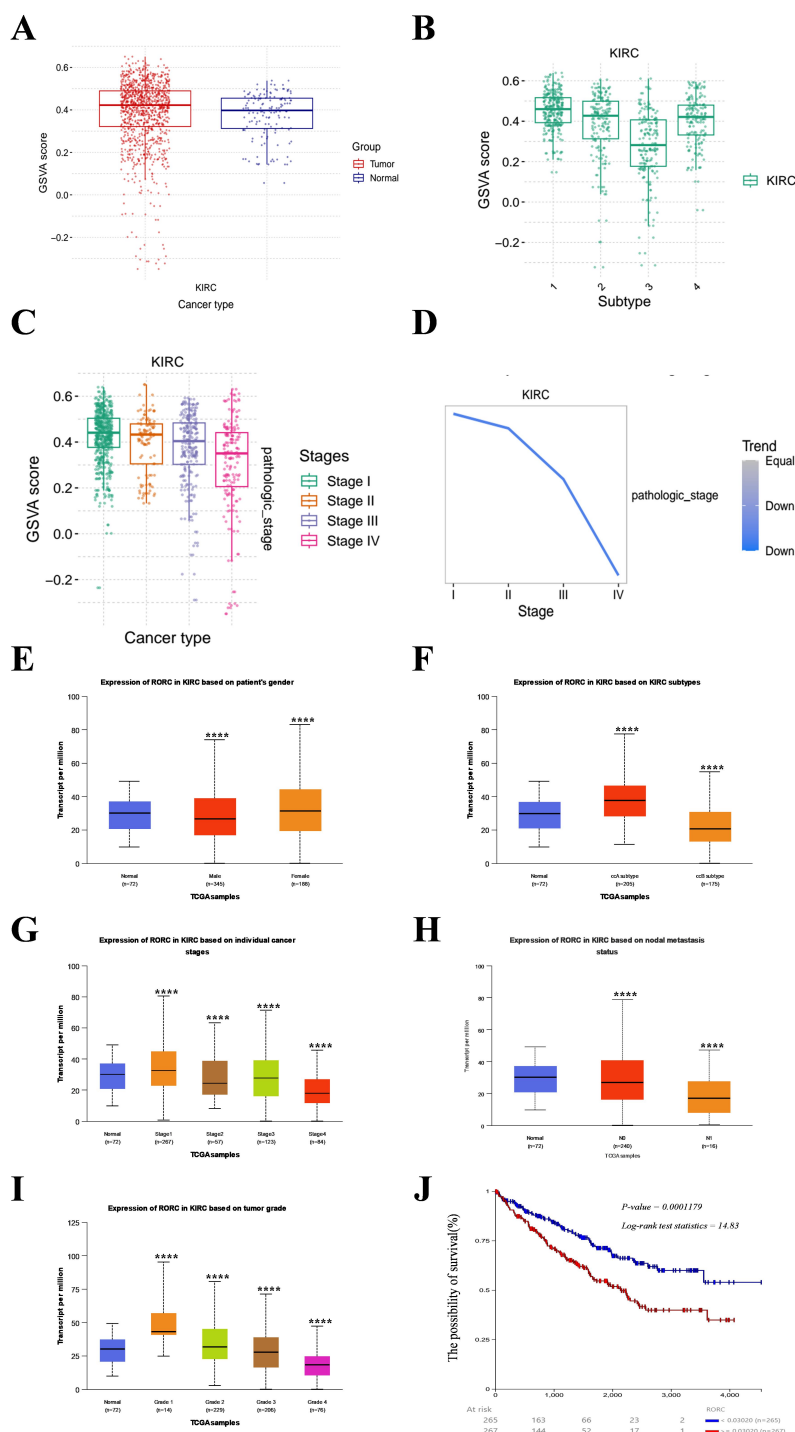 A
0.6
0.4
0.2
0.0
−0.2
GSVA score
KIRC
Cancer type
Group
Tumor
Normal
B
KIRC
0.6
0.4
0.2
0.0
−0.2
GSVA score
1
2
3
4
Subtype
KIRC
C
KIRC
0.6
0.4
0.2
0.0
−0.2
GSVA score
pathologic_stage
Cancer type
Stages
Stage I
Stage II
Stage III
Stage IV
D
KIRC
pathologic_stage
I II III IV
Stage
Trend
Equal
Down
Down
E
Expression of RORC in KIRC based on patient's gender
100
80
60
40
20
0
Transcript per million
****
****
Normal Male Female
(n=72) (n=345) (n=188)
TCGA samples
F
Expression of RORC in KIRC based on KIRC subtypes
100
80
60
40
20
0
Transcript per million
****
****
Normal ccA subtype ccB subtype
(n=72) (n=205) (n=175)
TCGA samples
G
Expression of RORC in KIRC based on individual cancer
stages
100
80
60
40
20
0
Transcript per million
****
****
****
****
Normal Stage1 Stage2 Stage3 Stage4
(n=72) (n=267) (n=57) (n=123) (n=84)
TCGA samples
H
Expression of RORC in KIRC based on nodal metastasis
status
100
80
60
40
20
0
Transcript per million
****
****
Normal N0 N1
(n=72) (n=240) (n=16)
TCGA samples
I
Expression of RORC in KIRC based on tumor grade
125
100
75
50
25
0
Transcript per million
****
****
****
****
Normal Grade 1 Grade 2 Grade 3 Grade 4
(n=72) (n=14) (n=229) (n=206) (n=76)
TCGA samples
J
P-value = 0.0001179
Log-rank test statistics = 14.83
1
0.75
0.5
0.25
0
The possibility of survival(%)
0 1,000 2,000 3,000 4,000
At risk
RORC
265 163 66 23 2 < 0.03020 (n=265)
267 144 52 17 1 >= 0.03020 (n=267)